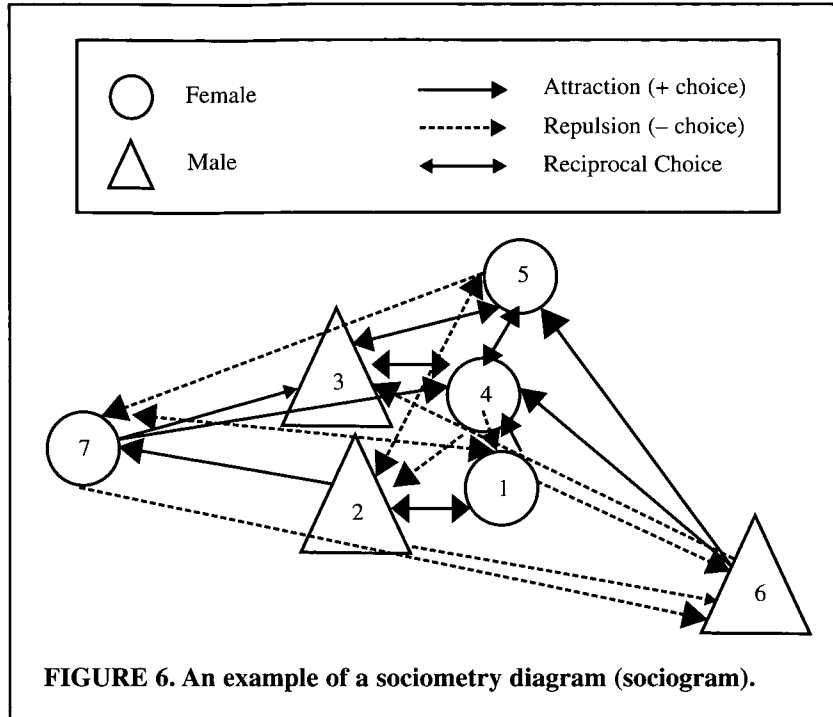 Female
Attraction (+ choice)
Repulsion (– choice)
Male
Reciprocal Choice
5
3
4
7
1
2
6
FIGURE 6. An example of a sociometry diagram (sociogram).